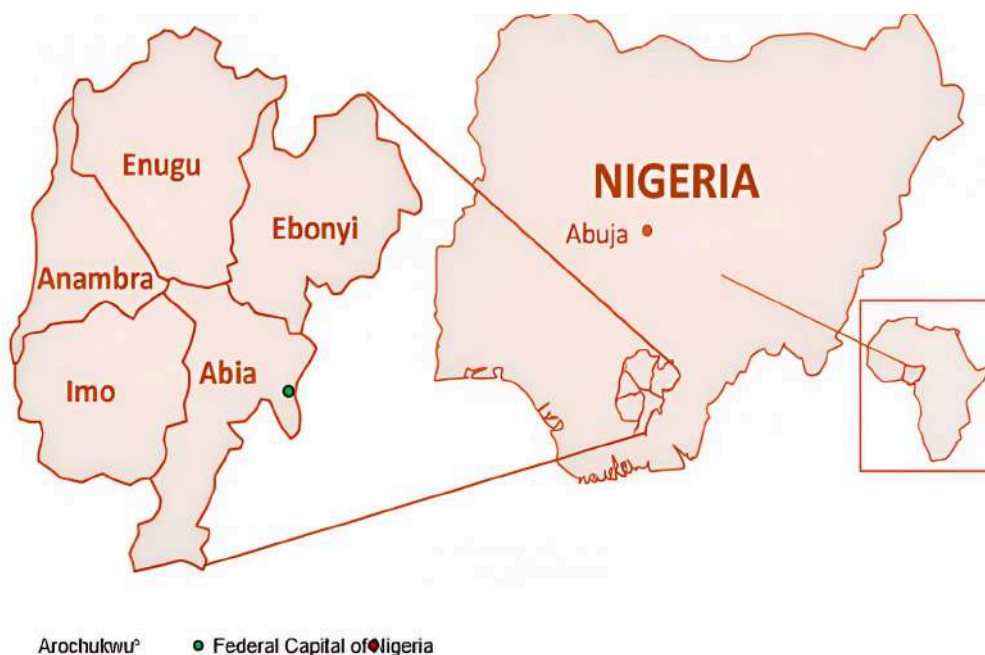 Enugu
NIGERIA
Ebonyi
Abuja
Anambra
Abia
Imo
Arochukwu Federal Capital of Nigeria